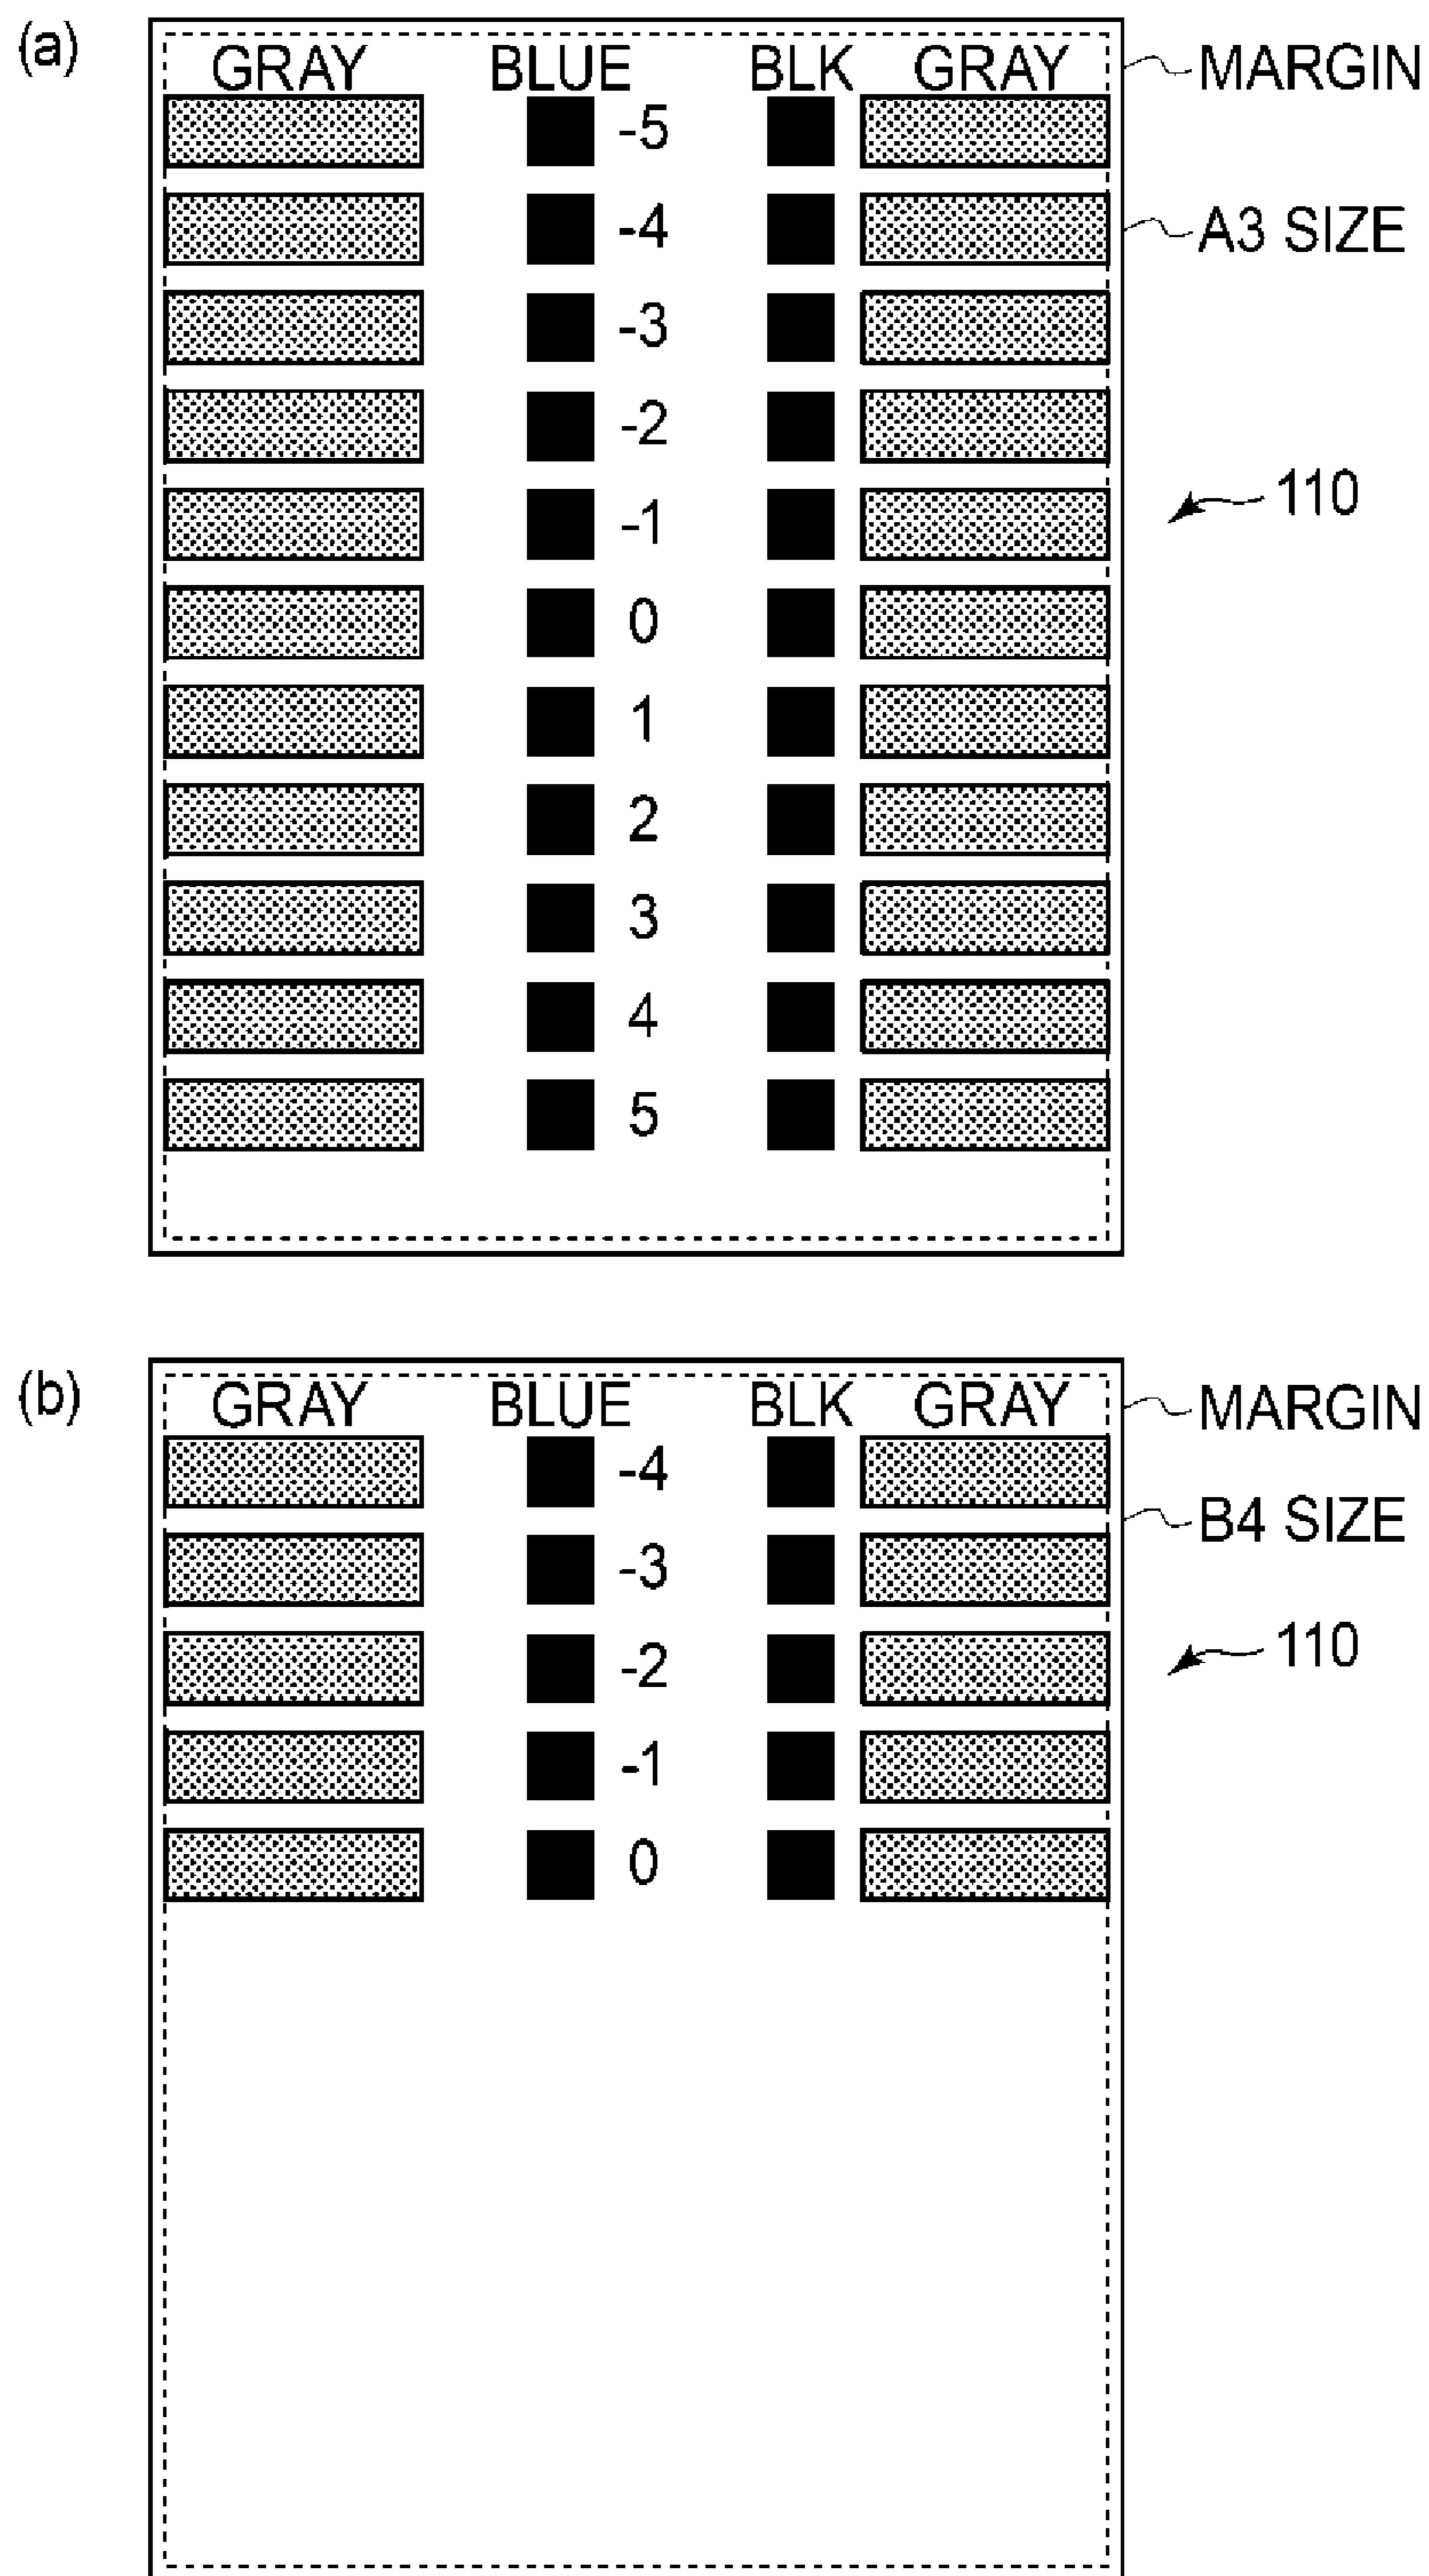 (a)
GRAY BLUE BLK GRAY MARGIN
-5
-4 A3 SIZE
-3
-2
-1 110
0
1
2
3
4
5
(b)
GRAY BLUE BLK GRAY MARGIN
-4
-3 B4 SIZE
-2 110
-1
0